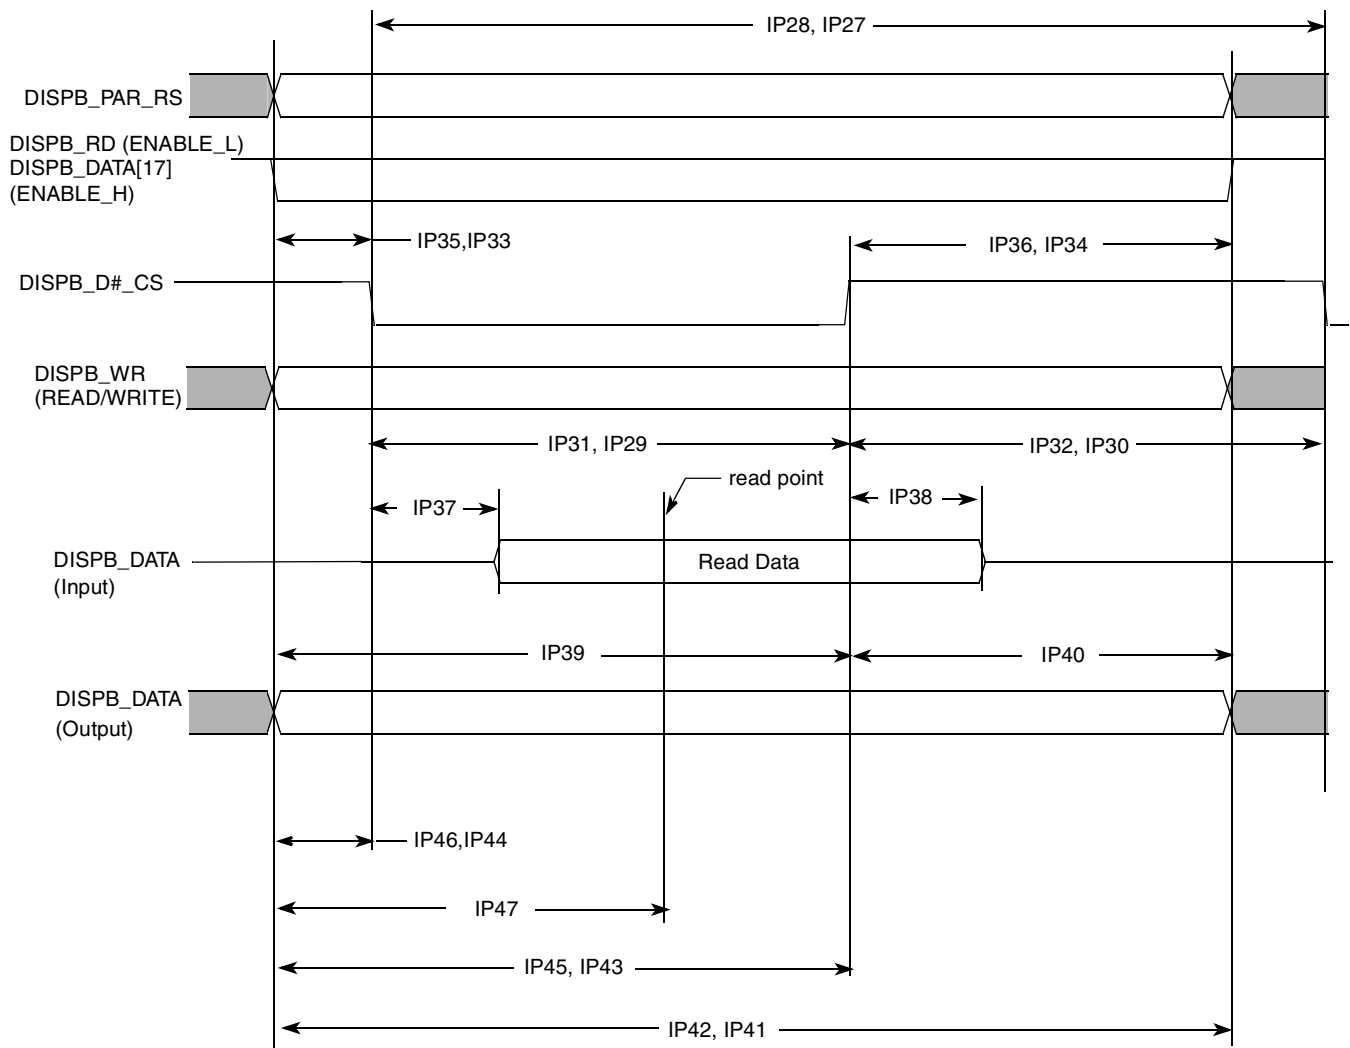 IP28, IP27
DISPB_PAR_RS
DISPB_RD (ENABLE_L)
DISPB_DATA[17]
(ENABLE_H)
IP35,IP33
IP36, IP34
DISPB_D#_CS
DISPB_WR
(READ/WRITE)
IP31, IP29
IP32, IP30
read point
IP37
IP38
DISPB_DATA
(Input)
Read Data
IP39
IP40
DISPB_DATA
(Output)
IP46,IP44
IP47
IP45, IP43
IP42, IP41